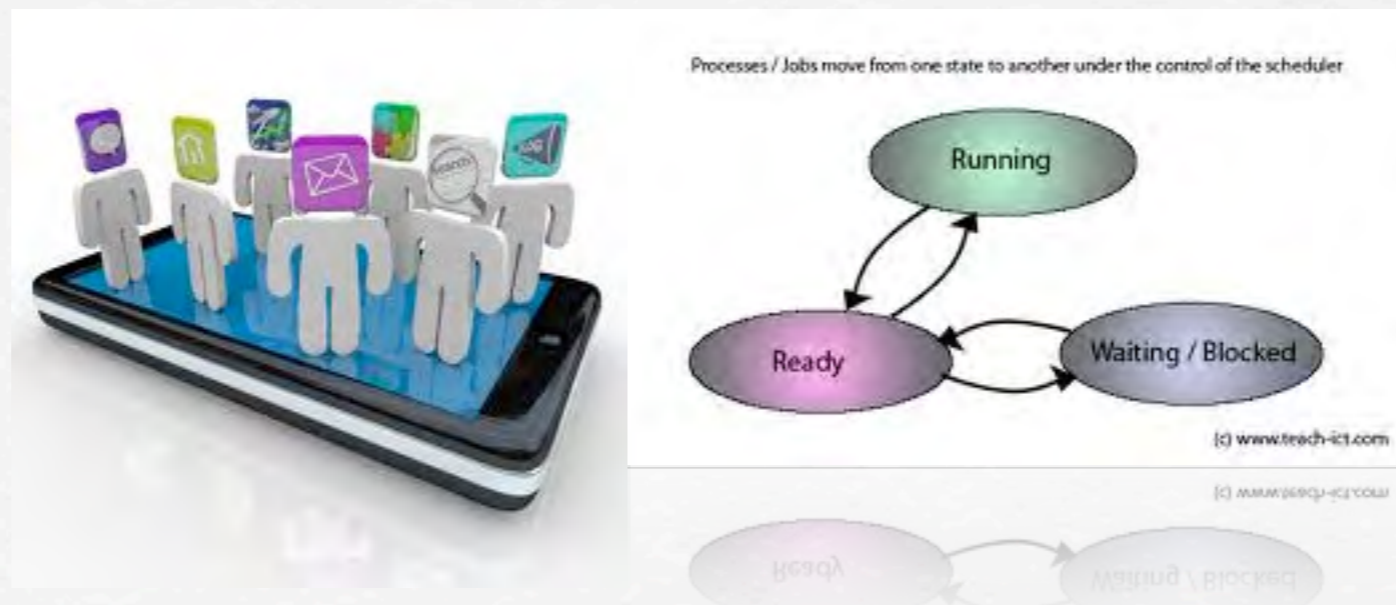 Search
Processes / Jobs move from one state to another under the control of the scheduler
Running
Ready
Waiting / Blocked
(c) www.teach-ict.com